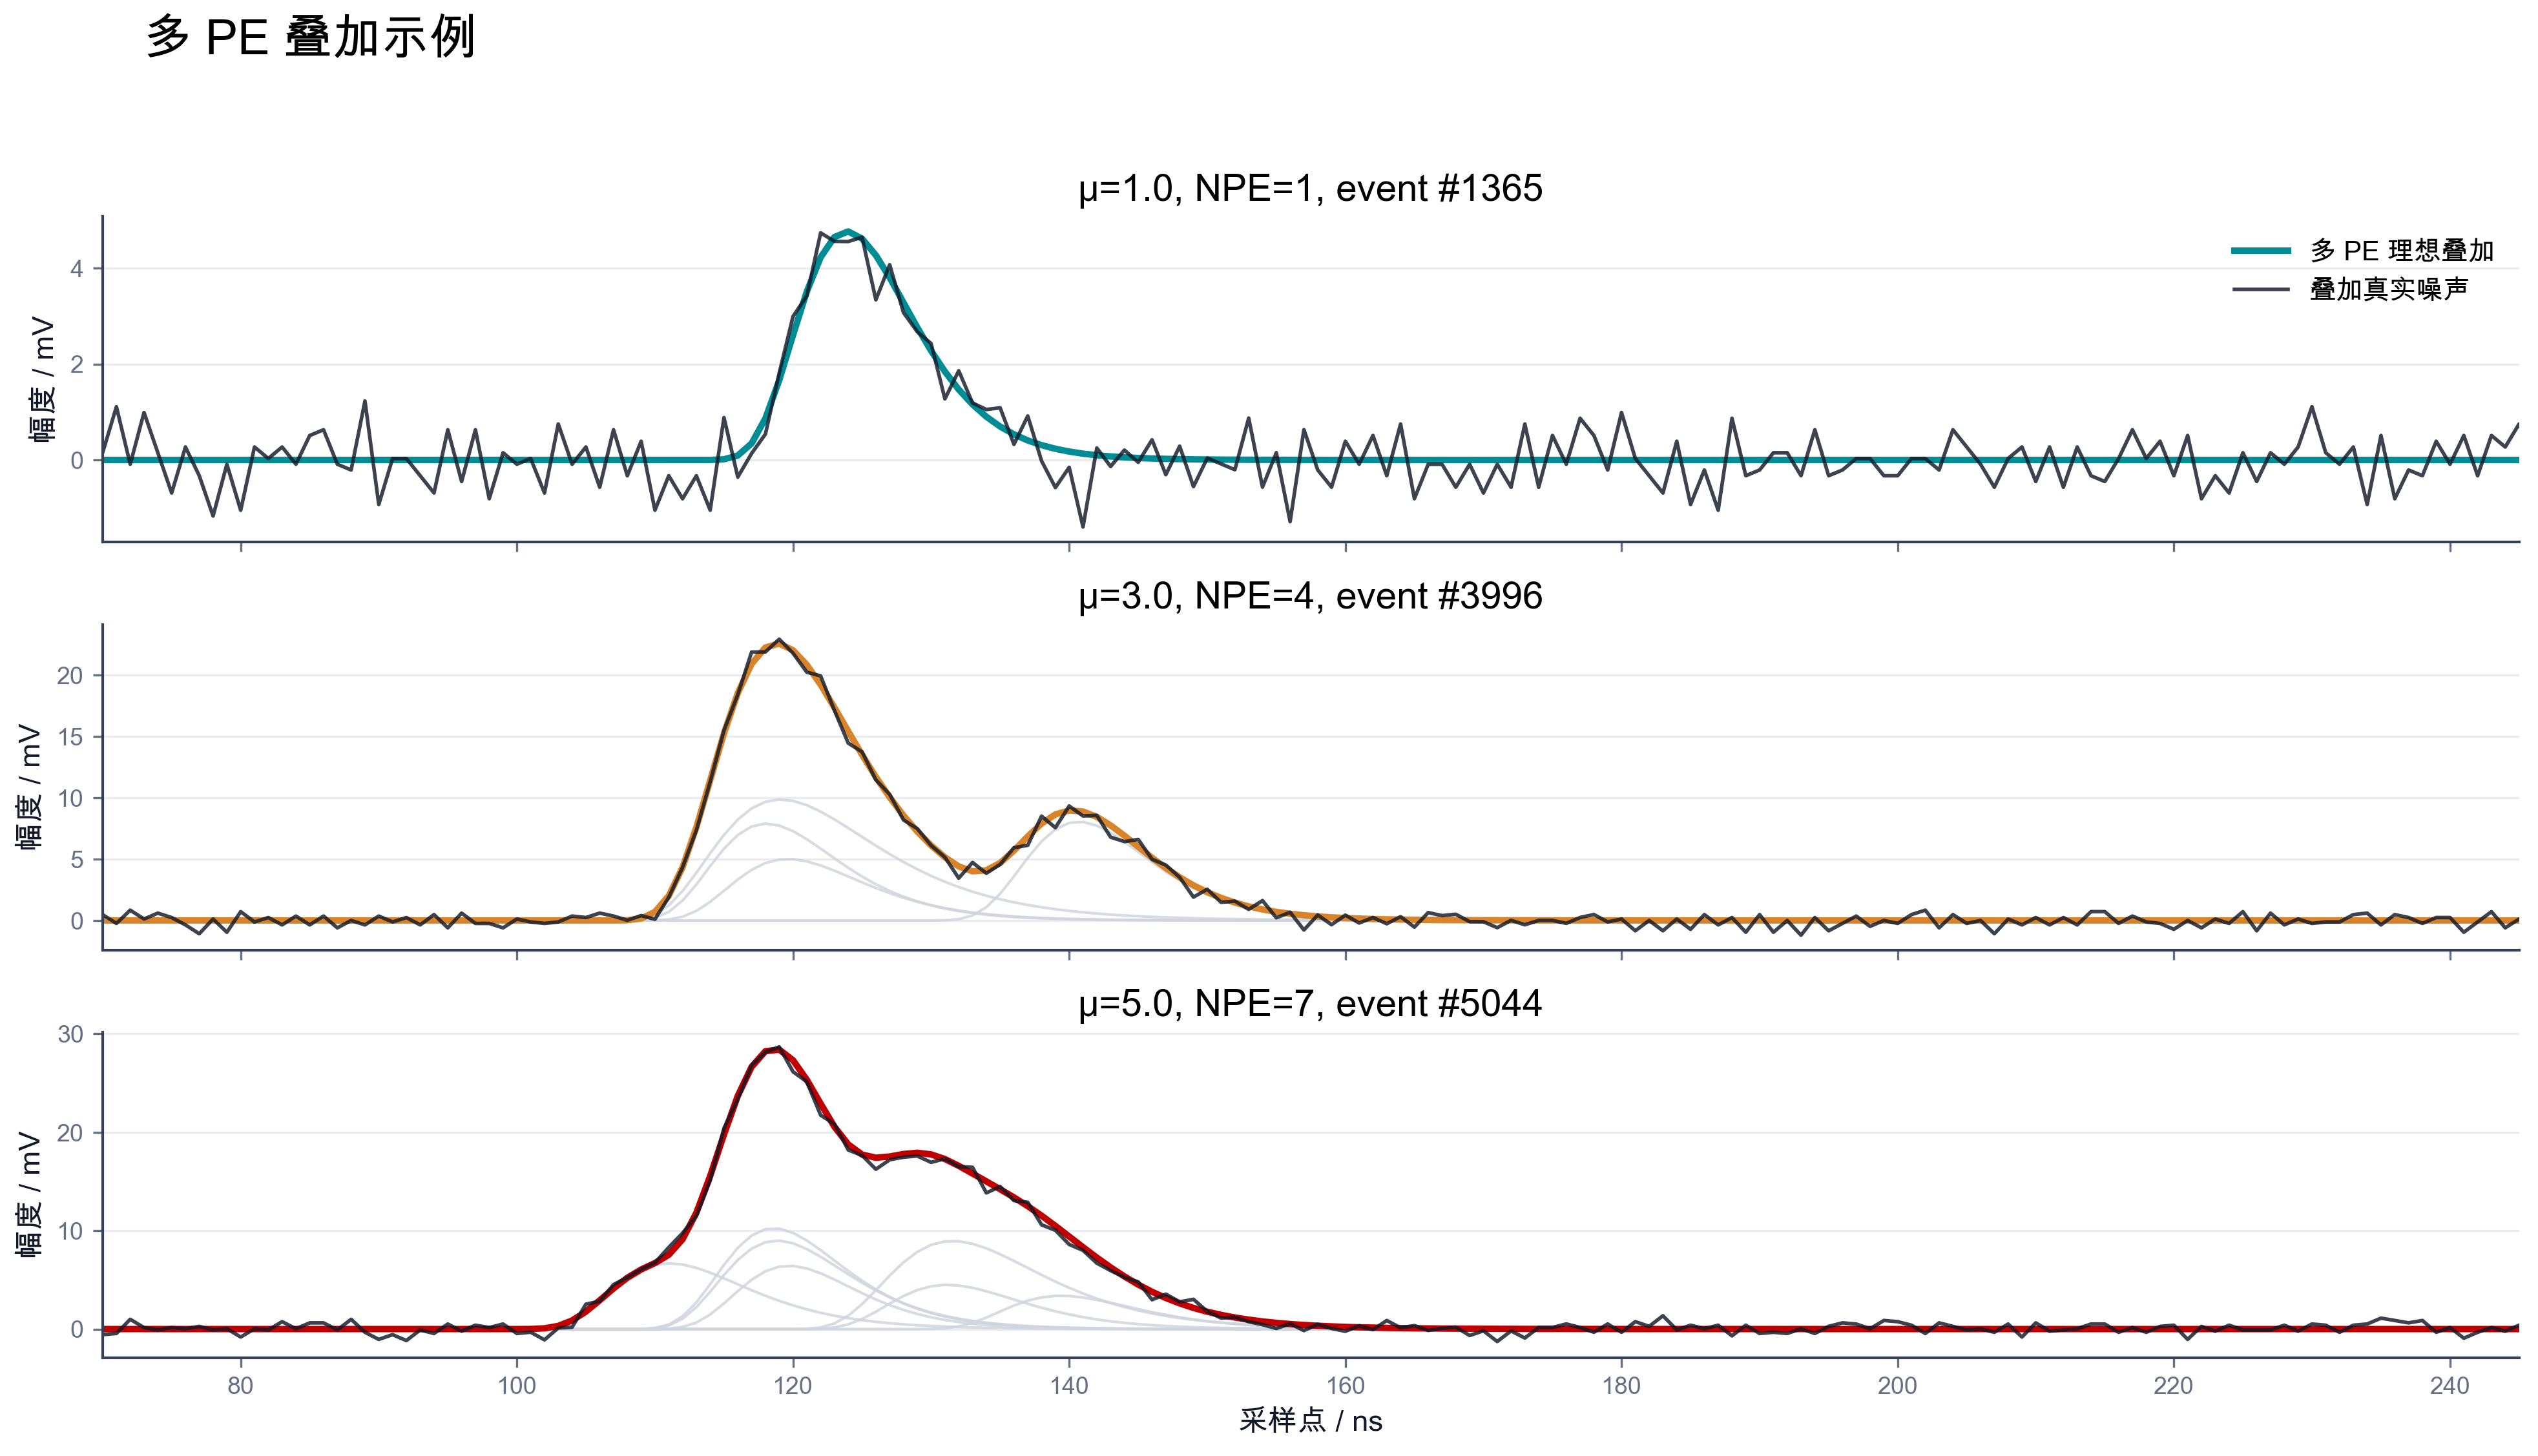 多 PE 叠加示例
μ=1.0, NPE=1, event #1365
多 PE 理想叠加
叠加真实噪声
幅度 / mV
4
2
0
μ=3.0, NPE=4, event #3996
幅度 / mV
20
15
10
5
0
μ=5.0, NPE=7, event #5044
幅度 / mV
30
20
10
0
80 100 120 140 160 180 200 220 240
采样点 / ns